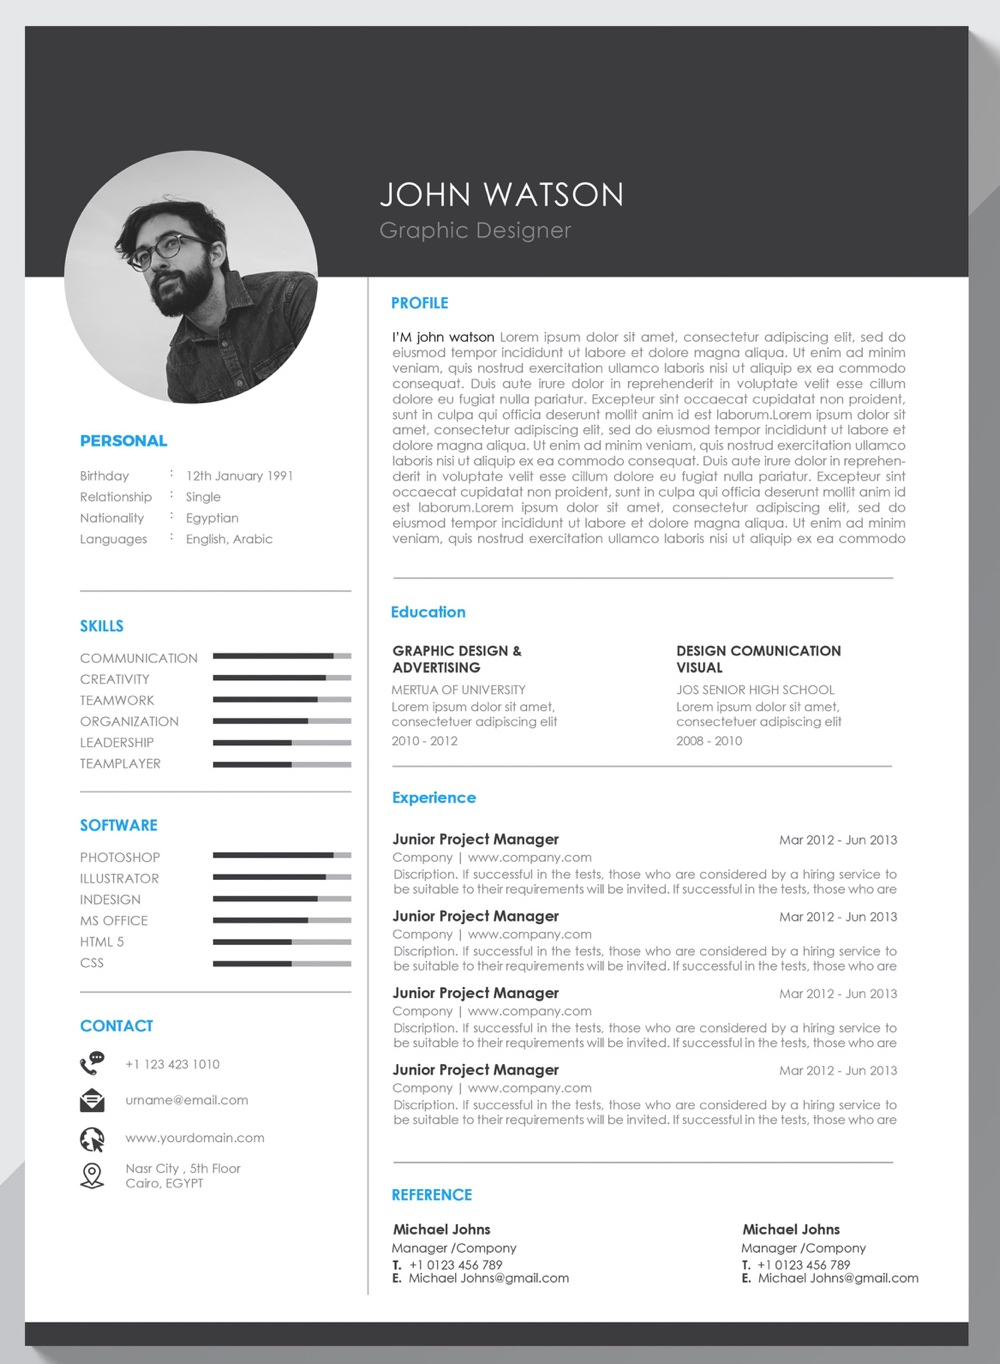 JOHN WATSON
Graphic Designer
PERSONAL
Birthday : 12th January 1991
Relationship : Single
Nationality : Egyptian
Languages : English, Arabic
SKILLS
COMMUNICATION
CREATIVITY
TEAMWORK
ORGANIZATION
LEADERSHIP
TEAMPLAYER
SOFTWARE
PHOTOSHOP
ILLUSTRATOR
INDESIGN
MS OFFICE
HTML 5
CSS
CONTACT
+1 123 423 1010
urname@email.com
www.yourdomain.com
Nasr City , 5th Floor
Cairo, EGYPT
PROFILE
I'M john watson Lorem ipsum dolor sit amet, consectetur adipiscing elit, sed do
eiusmod tempor incididunt ut labore et dolore magna aliqua. Ut enim ad minim
veniam, quis nostrud exercitation ullamco laboris nisi ut aliquip ex ea commodo
consequat. Duis aute irure dolor in reprehenderit in voluptate velit esse cillum
dolore eu fugiat nulla pariatur. Excepteur sint occaecat cupidatat non proident,
sunt in culpa qui officia deserunt mollit anim id est laborum.Lorem ipsum dolor sit
amet, consectetur adipiscing elit, sed do eiusmod tempor incididunt ut labore et
dolore magna aliqua. Ut enim ad minim veniam, quis nostrud exercitation ullamco
laboris nisi ut aliquip ex ea commodo consequat. Duis aute irure dolor in reprehen-
derit in voluptate velit esse cillum dolore eu fugiat nulla pariatur. Excepteur sint
occaecat cupidatat non proident, sunt in culpa qui officia deserunt mollit anim id
est laborum.Lorem ipsum dolor sit amet, consectetur adipiscing elit, sed do
eiusmod tempor incididunt ut labore et dolore magna aliqua. Ut enim ad minim
veniam, quis nostrud exercitation ullamco laboris nisi ut aliquip ex ea commodo
Education
GRAPHIC DESIGN &
ADVERTISING
MERTUA OF UNIVERSITY
Lorem ipsum dolor sit amet,
consectetuer adipiscing elit
2010 - 2012
DESIGN COMUNICATION
VISUAL
JOS SENIOR HIGH SCHOOL
Lorem ipsum dolor sit amet,
consectetuer adipiscing elit
2008 - 2010
Experience
Junior Project Manager Mar 2012 - Jun 2013
Compony | www.company.com
Discription. If successful in the tests, those who are considered by a hiring service to
be suitable to their requirements will be invited. If successful in the tests, those who are
Junior Project Manager Mar 2012 - Jun 2013
Compony | www.company.com
Discription. If successful in the tests, those who are considered by a hiring service to
be suitable to their requirements will be invited. If successful in the tests, those who are
Junior Project Manager Mar 2012 - Jun 2013
Compony | www.company.com
Discription. If successful in the tests, those who are considered by a hiring service to
be suitable to their requirements will be invited. If successful in the tests, those who are
Junior Project Manager Mar 2012 - Jun 2013
Compony | www.company.com
Discription. If successful in the tests, those who are considered by a hiring service to
be suitable to their requirements will be invited. If successful in the tests, those who are
REFERENCE
Michael Johns
Manager /Company
T. +1 0123 456 789
E. Michael Johns@gmail.com
Michael Johns
Manager /Company
T. +1 0123 456 789
E. Michael Johns@gmail.com